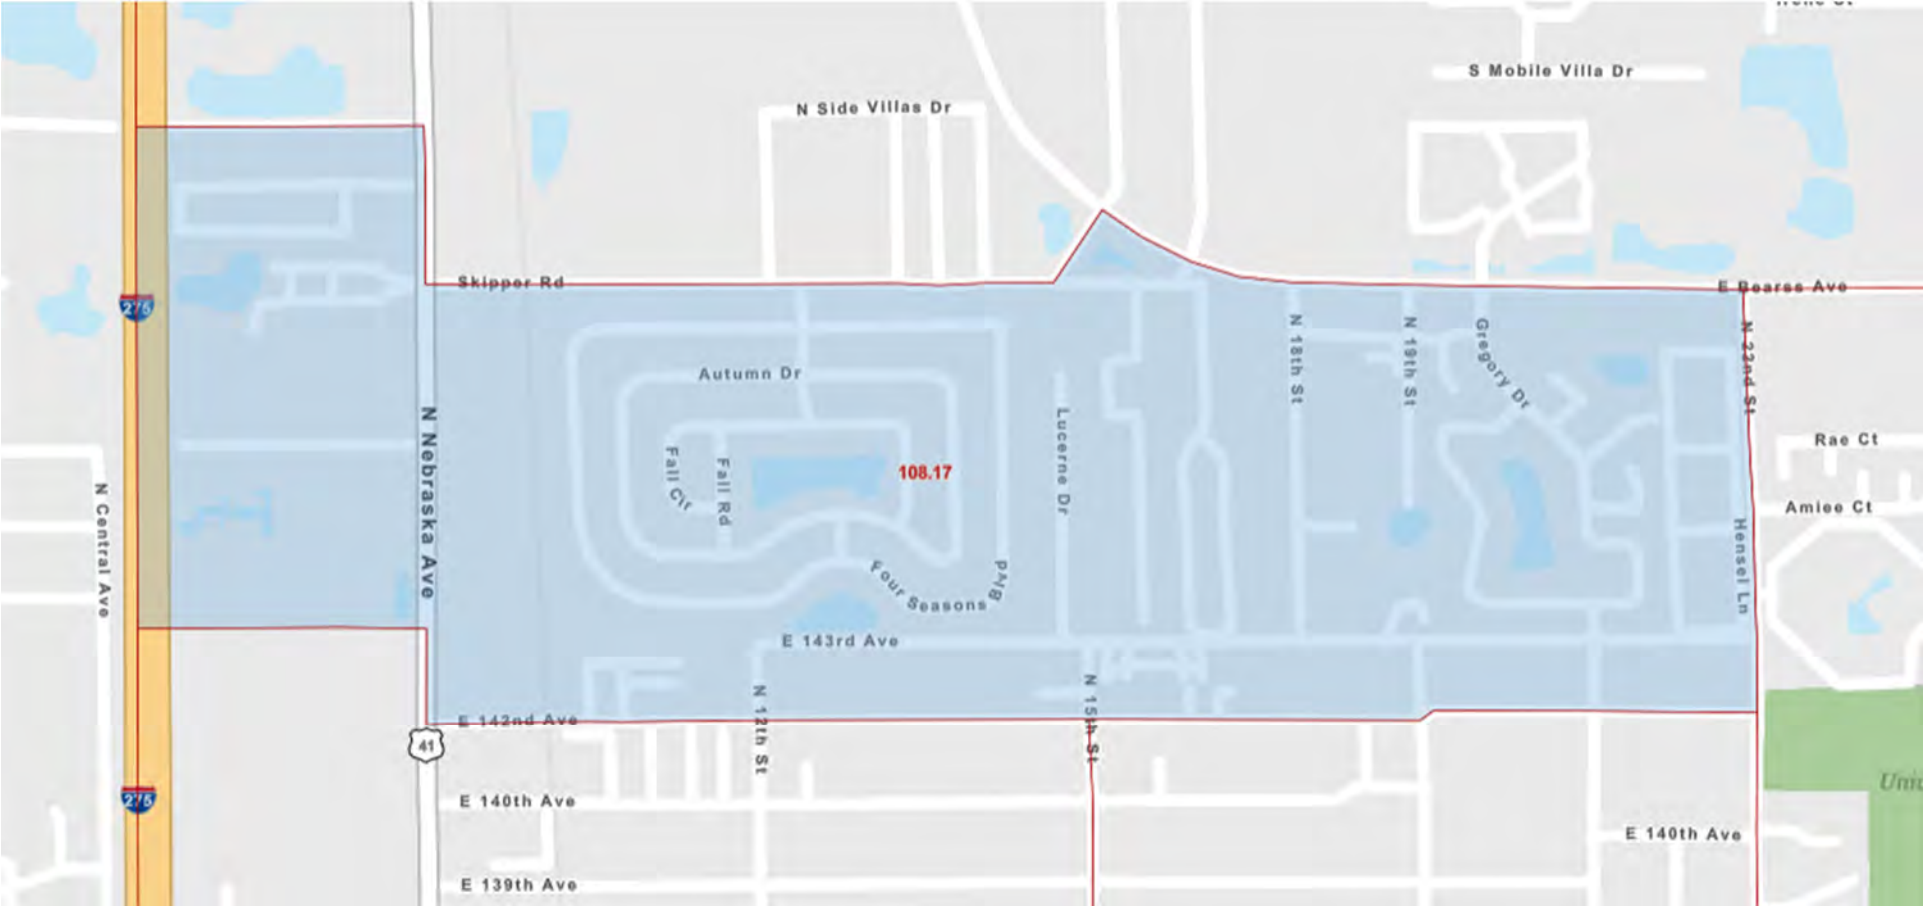 S Mobile Villa Dr
N Side Villas Dr
Skipper Rd
E Bearss Ave
275
N 18th St
N 19th St
Gregory Dr
N 22nd St
Autumn Dr
N Nebraska Ave
Lucerne Dr
Fall Cir
Fall Rd
108.17
Rae Ct
Amiee Ct
N Central Ave
Hensel Ln
Four Seasons Blvd
E 143rd Ave
N 12th St
N 15th St
E 142nd Ave
41
275
E 140th Ave
E 140th Ave
E 139th Ave